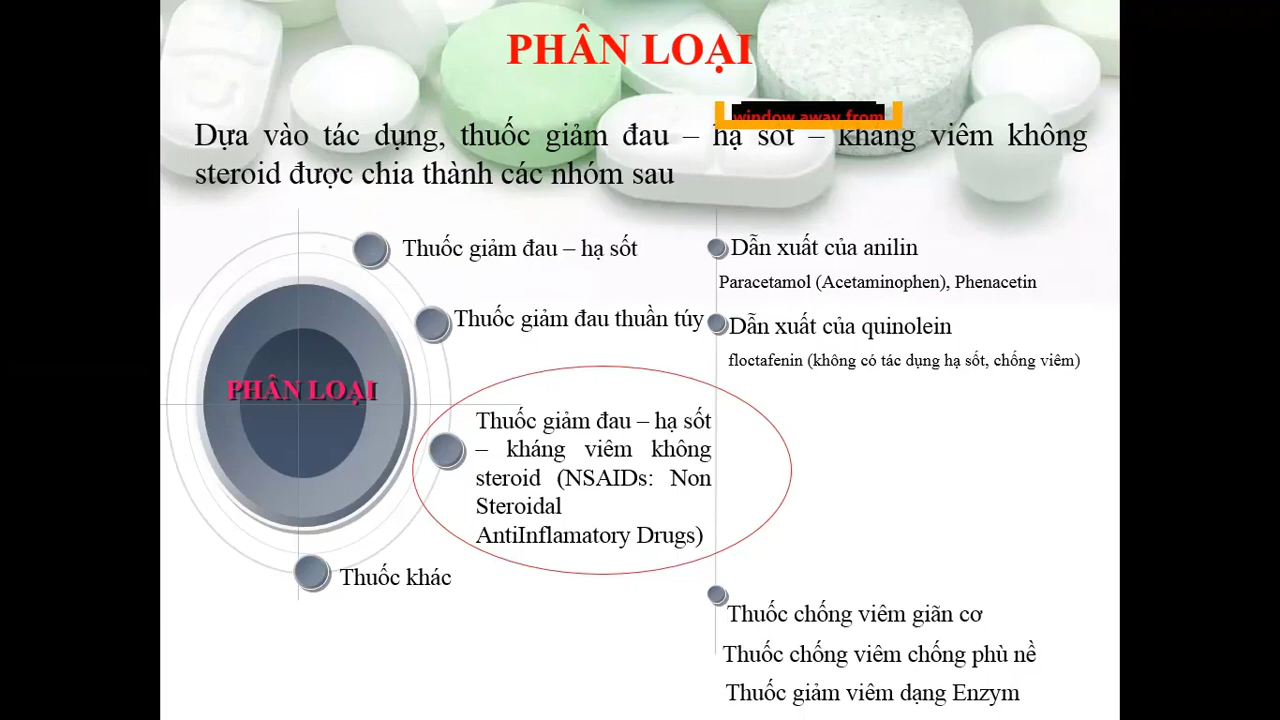 PHÂN LOẠI
window away from
Dựa vào tác dụng, thuốc giảm đau – hạ sốt – kháng viêm không
steroid được chia thành các nhóm sau
Thuốc giảm đau – hạ sốt
Dẫn xuất của anilin
Paracetamol (Acetaminophen), Phenacetin
Thuốc giảm đau thuần túy
Dẫn xuất của quinolein
floctafenin (không có tác dụng hạ sốt, chống viêm)
PHÂN LOẠI
Thuốc giảm đau – hạ sốt
– kháng viêm không
steroid (NSAIDs: Non
Steroidal
AntiInflamatory Drugs)
Thuốc khác
Thuốc chống viêm giãn cơ
Thuốc chống viêm chống phù nề
Thuốc giảm viêm dạng Enzym